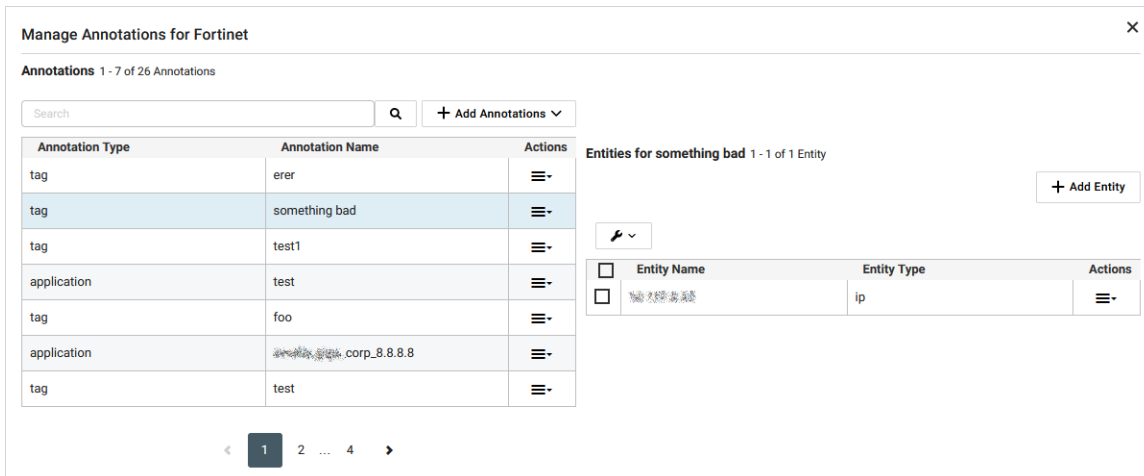 Manage Annotations for Fortinet
Annotations 1 - 7 of 26 Annotations
Search
+ Add Annotations
Annotation Type Annotation Name Actions
tag erer
tag something bad
tag test1
application test
tag foo
application corp_8.8.8.8
tag test
1 2 ... 4
Entities for something bad 1 - 1 of 1 Entity
+ Add Entity
Entity Name Entity Type Actions
ip